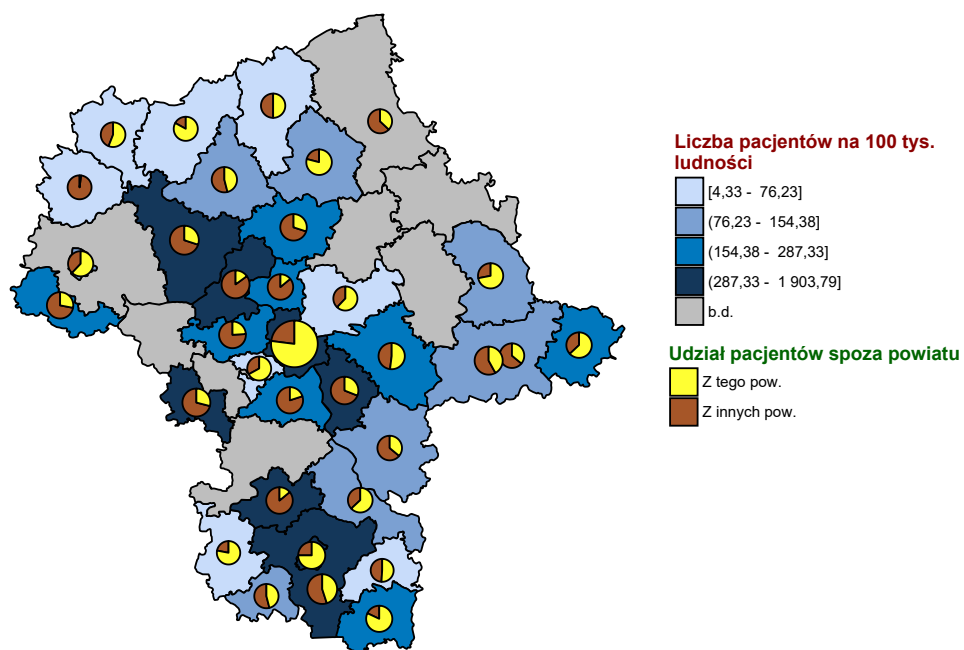 Liczba pacjentów na 100 tys.
ludności
[4,33 - 76,23]
(76,23 - 154,38]
(154,38 - 287,33]
(287,33 - 1 903,79]
b.d.
Udział pacjentów spoza powiatu
Z tego pow.
Z innych pow.